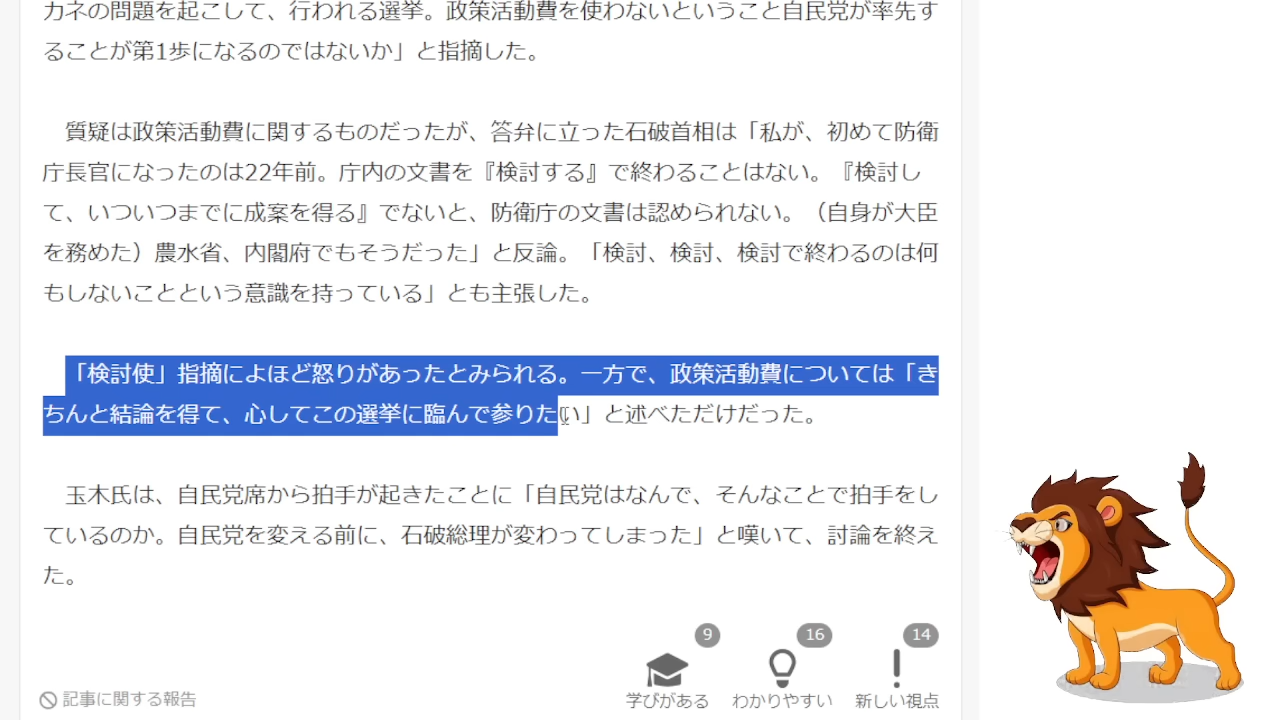 カネの問題を起こして、行われる選挙。政策活動費を使わないということ自民党が率先す
ることが第1歩になるのではないか」と指摘した。
質疑は政策活動費に関するものだったが、答弁に立った石破首相は「私が、初めて防衛
庁長官になったのは22年前。庁内の文書を『検討する』で終わることはない。『検討し
て、いついつまでに成案を得る』でないと、防衛庁の文書は認められない。（自身が大臣
を務めた）農水省、内閣府でもそうだった」と反論。「検討、検討、検討で終わるのは何
もしないことという意識を持っている」とも主張した。
「検討使」指摘によほど怒りがあったとみられる。一方で、政策活動費については「き
ちんと結論を得て、心してこの選挙に臨んで参りたい」と述べただけだった。
玉木氏は、自民党席から拍手が起きたことに「自民党はなんで、そんなことで拍手をし
ているのか。自民党を変える前に、石破総理が変わってしまった」と嘆いて、討論を終え
た。
9
16
14
学びがある
わかりやすい
新しい視点
記事に関する報告